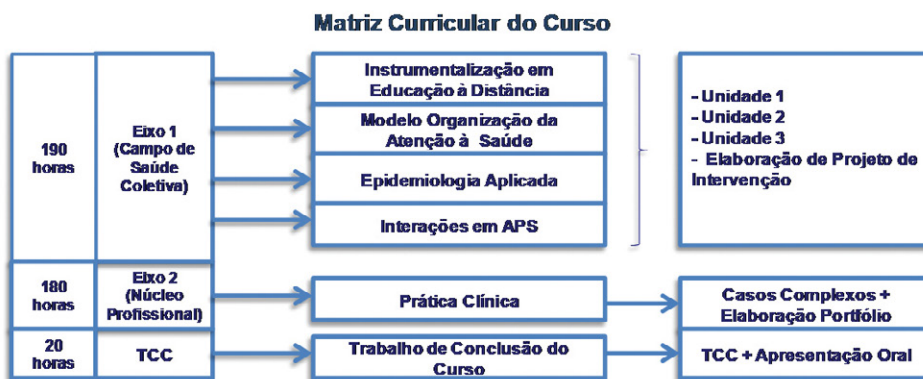 Matriz Curricular do Curso
190
horas
Eixo 1
(Campo de
Saúde
Coletiva)
Instrumentalização em
Educação à Distância
Modelo Organização da
Atenção à Saúde
Epidemiologia Aplicada
Interações em APS
- Unidade 1
- Unidade 2
- Unidade 3
- Elaboração de Projeto de
Intervenção
180
horas
Eixo 2
(Núcleo
Profissional)
Prática Clínica
Casos Complexos +
Elaboração Portfólio
20
horas
TCC
Trabalho de Conclusão do
Curso
TCC + Apresentação Oral